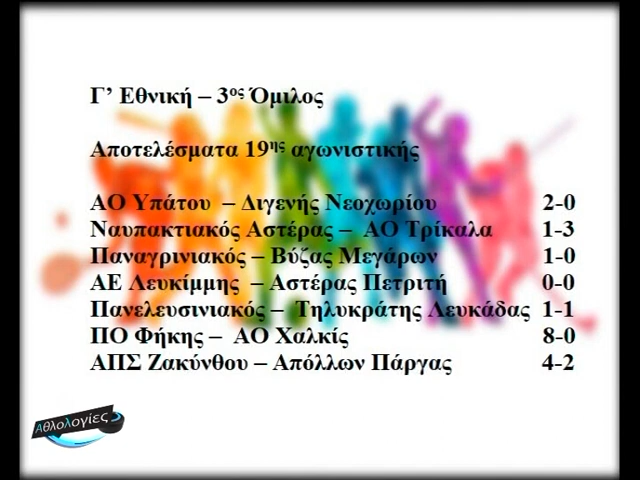 Γ’ Εθνική – 3ος Όμιλος
Αποτελέσματα 19ης αγωνιστικής
ΑΟ Υπάτου – Διγενής Νεοχωρίου 2-0
Ναυπακτιακός Αστέρας – ΑΟ Τρίκαλα 1-3
Παναγρινιακός – Βύζας Μεγάρων 1-0
ΑΕ Λευκίμμης – Αστέρας Πετριτή 0-0
Πανελευσινιακός – Τηλυκράτης Λευκάδας 1-1
ΠΟ Φήκης – ΑΟ Χαλκίς 8-0
ΑΠΣ Ζακύνθου – Απόλλων Πάργας 4-2
Αθλολογίες